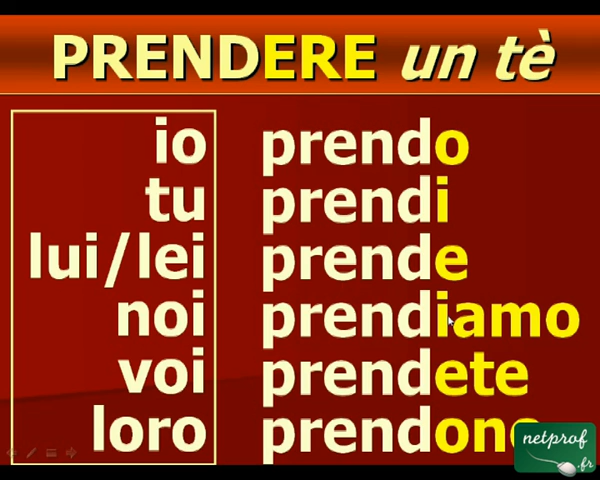 PRENDERE un tè
io prendo
tu prendi
lui/lei prende
noi prendiamo
voi prendete
loro prendono
netprof
.fr